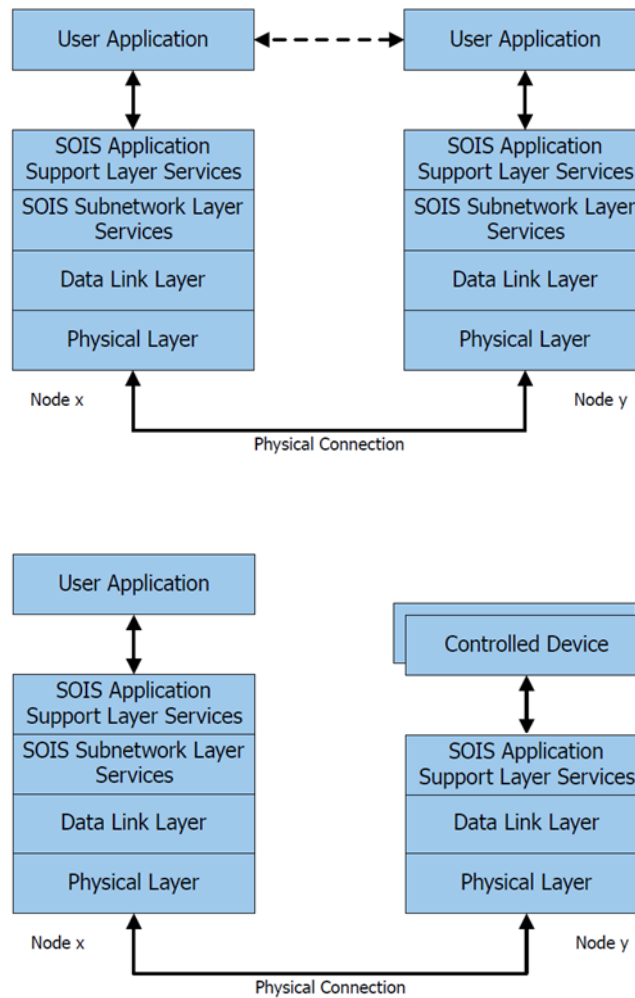 User Application
User Application
SOIS Application
Support Layer Services
SOIS Subnetwork Layer
Services
Data Link Layer
Physical Layer
SOIS Application
Support Layer Services
SOIS Subnetwork Layer
Services
Data Link Layer
Physical Layer
Node x
Node y
Physical Connection
User Application
SOIS Application
Support Layer Services
SOIS Subnetwork Layer
Services
Data Link Layer
Physical Layer
Controlled Device
SOIS Application
Support Layer Services
Data Link Layer
Physical Layer
Node x
Node y
Physical Connection